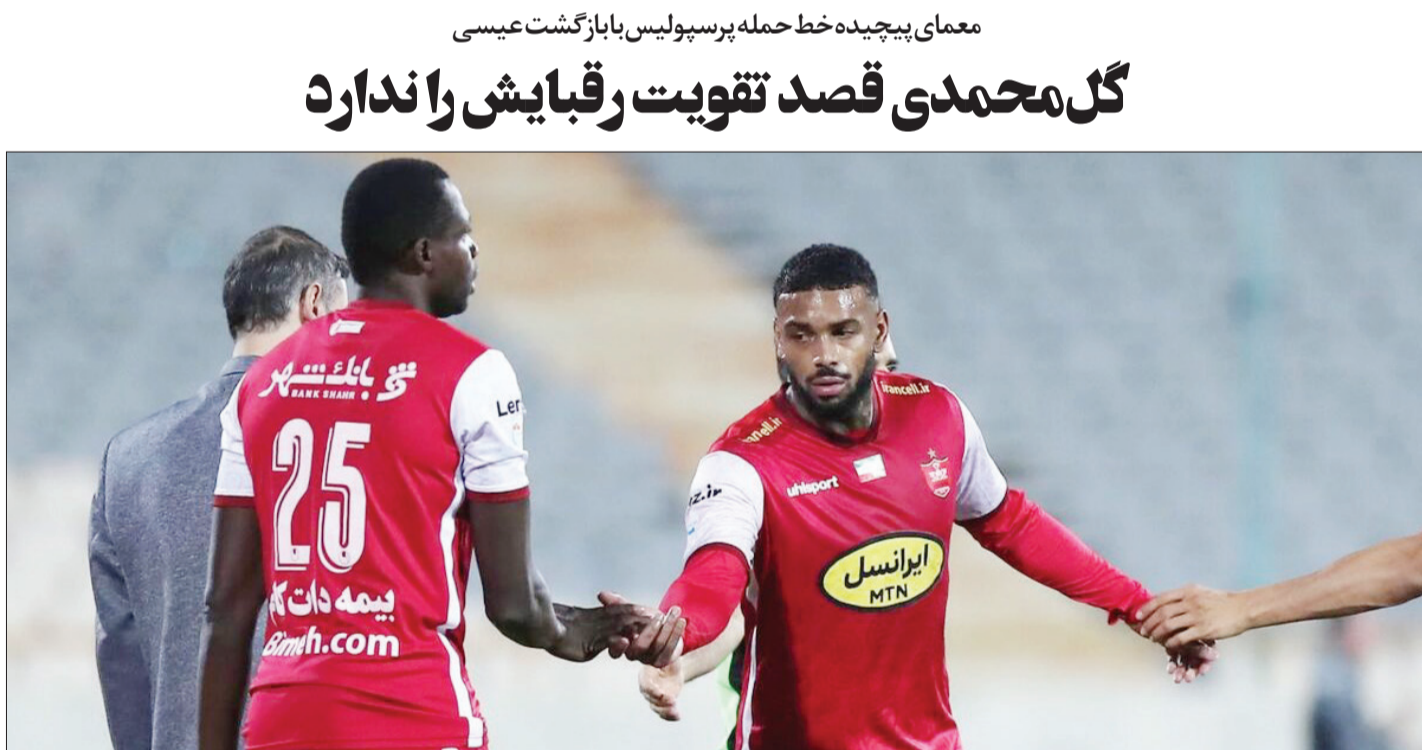 معمای پیچیده خط حمله پرسپولیس با بازگشت عیسی
گل‌محمدی قصد تقویت رقبایش را ندارد
بانک شهر
BANK SHAHR
25
بیمه دات کام
Bimeh.com
irancell.ir
uhlsport
ایرانسل
MTN